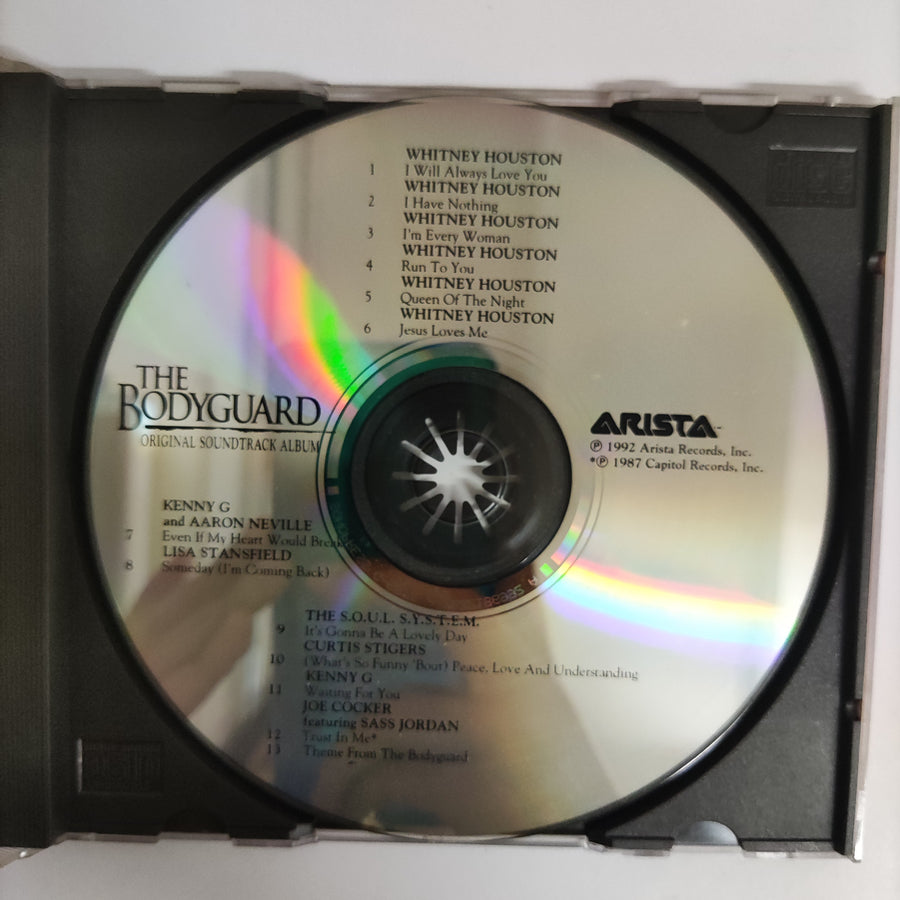 WHITNEY HOUSTON
1 I Will Always Love You
WHITNEY HOUSTON
2 I Have Nothing
WHITNEY HOUSTON
3 I'm Every Woman
WHITNEY HOUSTON
4 Run To You
WHITNEY HOUSTON
5 Queen Of The Night
WHITNEY HOUSTON
6 Jesus Loves Me
THE
BODYGUARD
ORIGINAL SOUNDTRACK ALBUM
ARISTA
℗ 1992 Arista Records, Inc.
*℗ 1987 Capitol Records, Inc.
KENNY G
and AARON NEVILLE
7 Even If My Heart Would Break
LISA STANSFIELD
8 Someday (I'm Coming Back)
THE S.O.U.L. S.Y.S.T.E.M.
9 It's Gonna Be A Lovely Day
CURTIS STIGERS
10 (What's So Funny 'Bout) Peace, Love And Understanding
KENNY G
11 Waiting For You
JOE COCKER
featuring SASS JORDAN
12 Trust In Me*
13 Theme From The Bodyguard